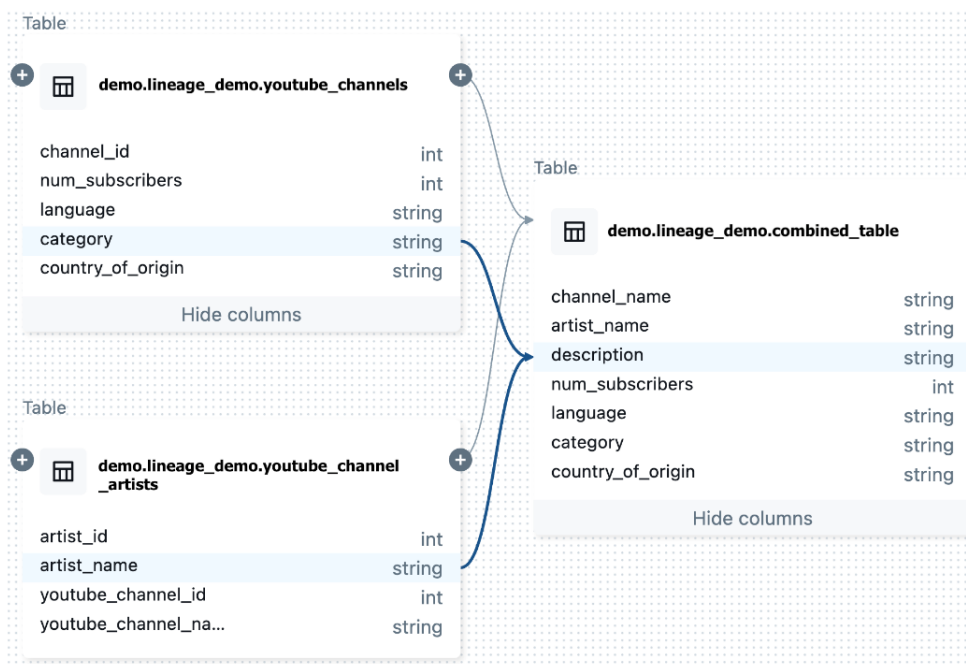 Table
demo.lineage_demo.youtube_channels
channel_id int
num_subscribers int
language string
category string
country_of_origin string
Hide columns
Table
demo.lineage_demo.youtube_channel
_artists
artist_id int
artist_name string
youtube_channel_id int
youtube_channel_na... string
Table
demo.lineage_demo.combined_table
channel_name string
artist_name string
description string
num_subscribers int
language string
category string
country_of_origin string
Hide columns